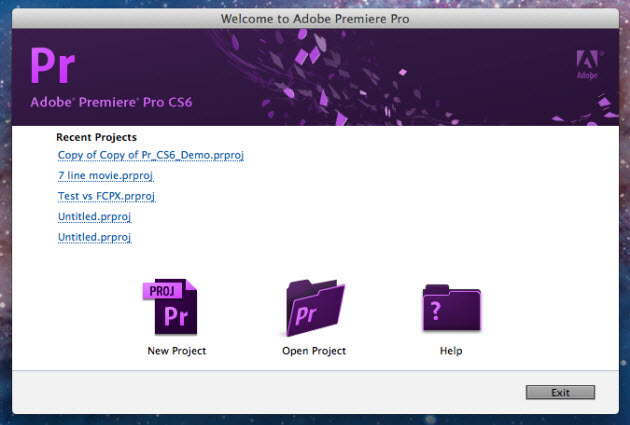 Welcome to Adobe Premiere Pro
Pr
Adobe® Premiere® Pro CS6
Adobe®
Recent Projects
Copy of Copy of Pr_CS6_Demo.prproj
7 line movie.prproj
Test vs FCPX.prproj
Untitled.prproj
Untitled.prproj
PROJ
Pr
Pr
?
New Project
Open Project
Help
Exit